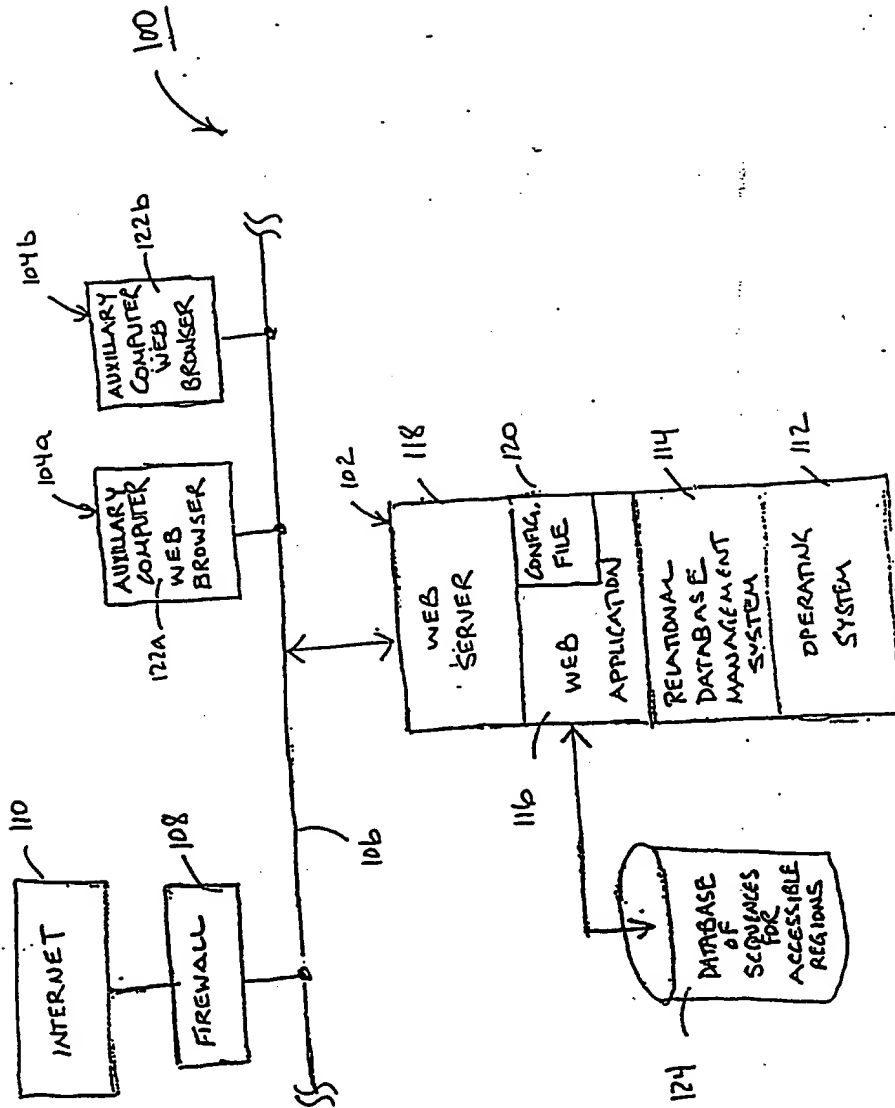 100
110
INTERNET
108
FIREWALL
106
104a
AUXILLARY
COMPUTER
WEB
BROWSER
122a
104b
AUXILLARY
COMPUTER
WEB
BROWSER
122b
102
118
WEB
SERVER
120
CONFIG.
FILE
WEB
APPLICATION
116
114
RELATIONAL
DATABASE
MANAGEMENT
SYSTEM
112
OPERATING
SYSTEM
DATABASE
OF
SEQUENCES
FOR
ACCESSIBLE
REGIONS
124